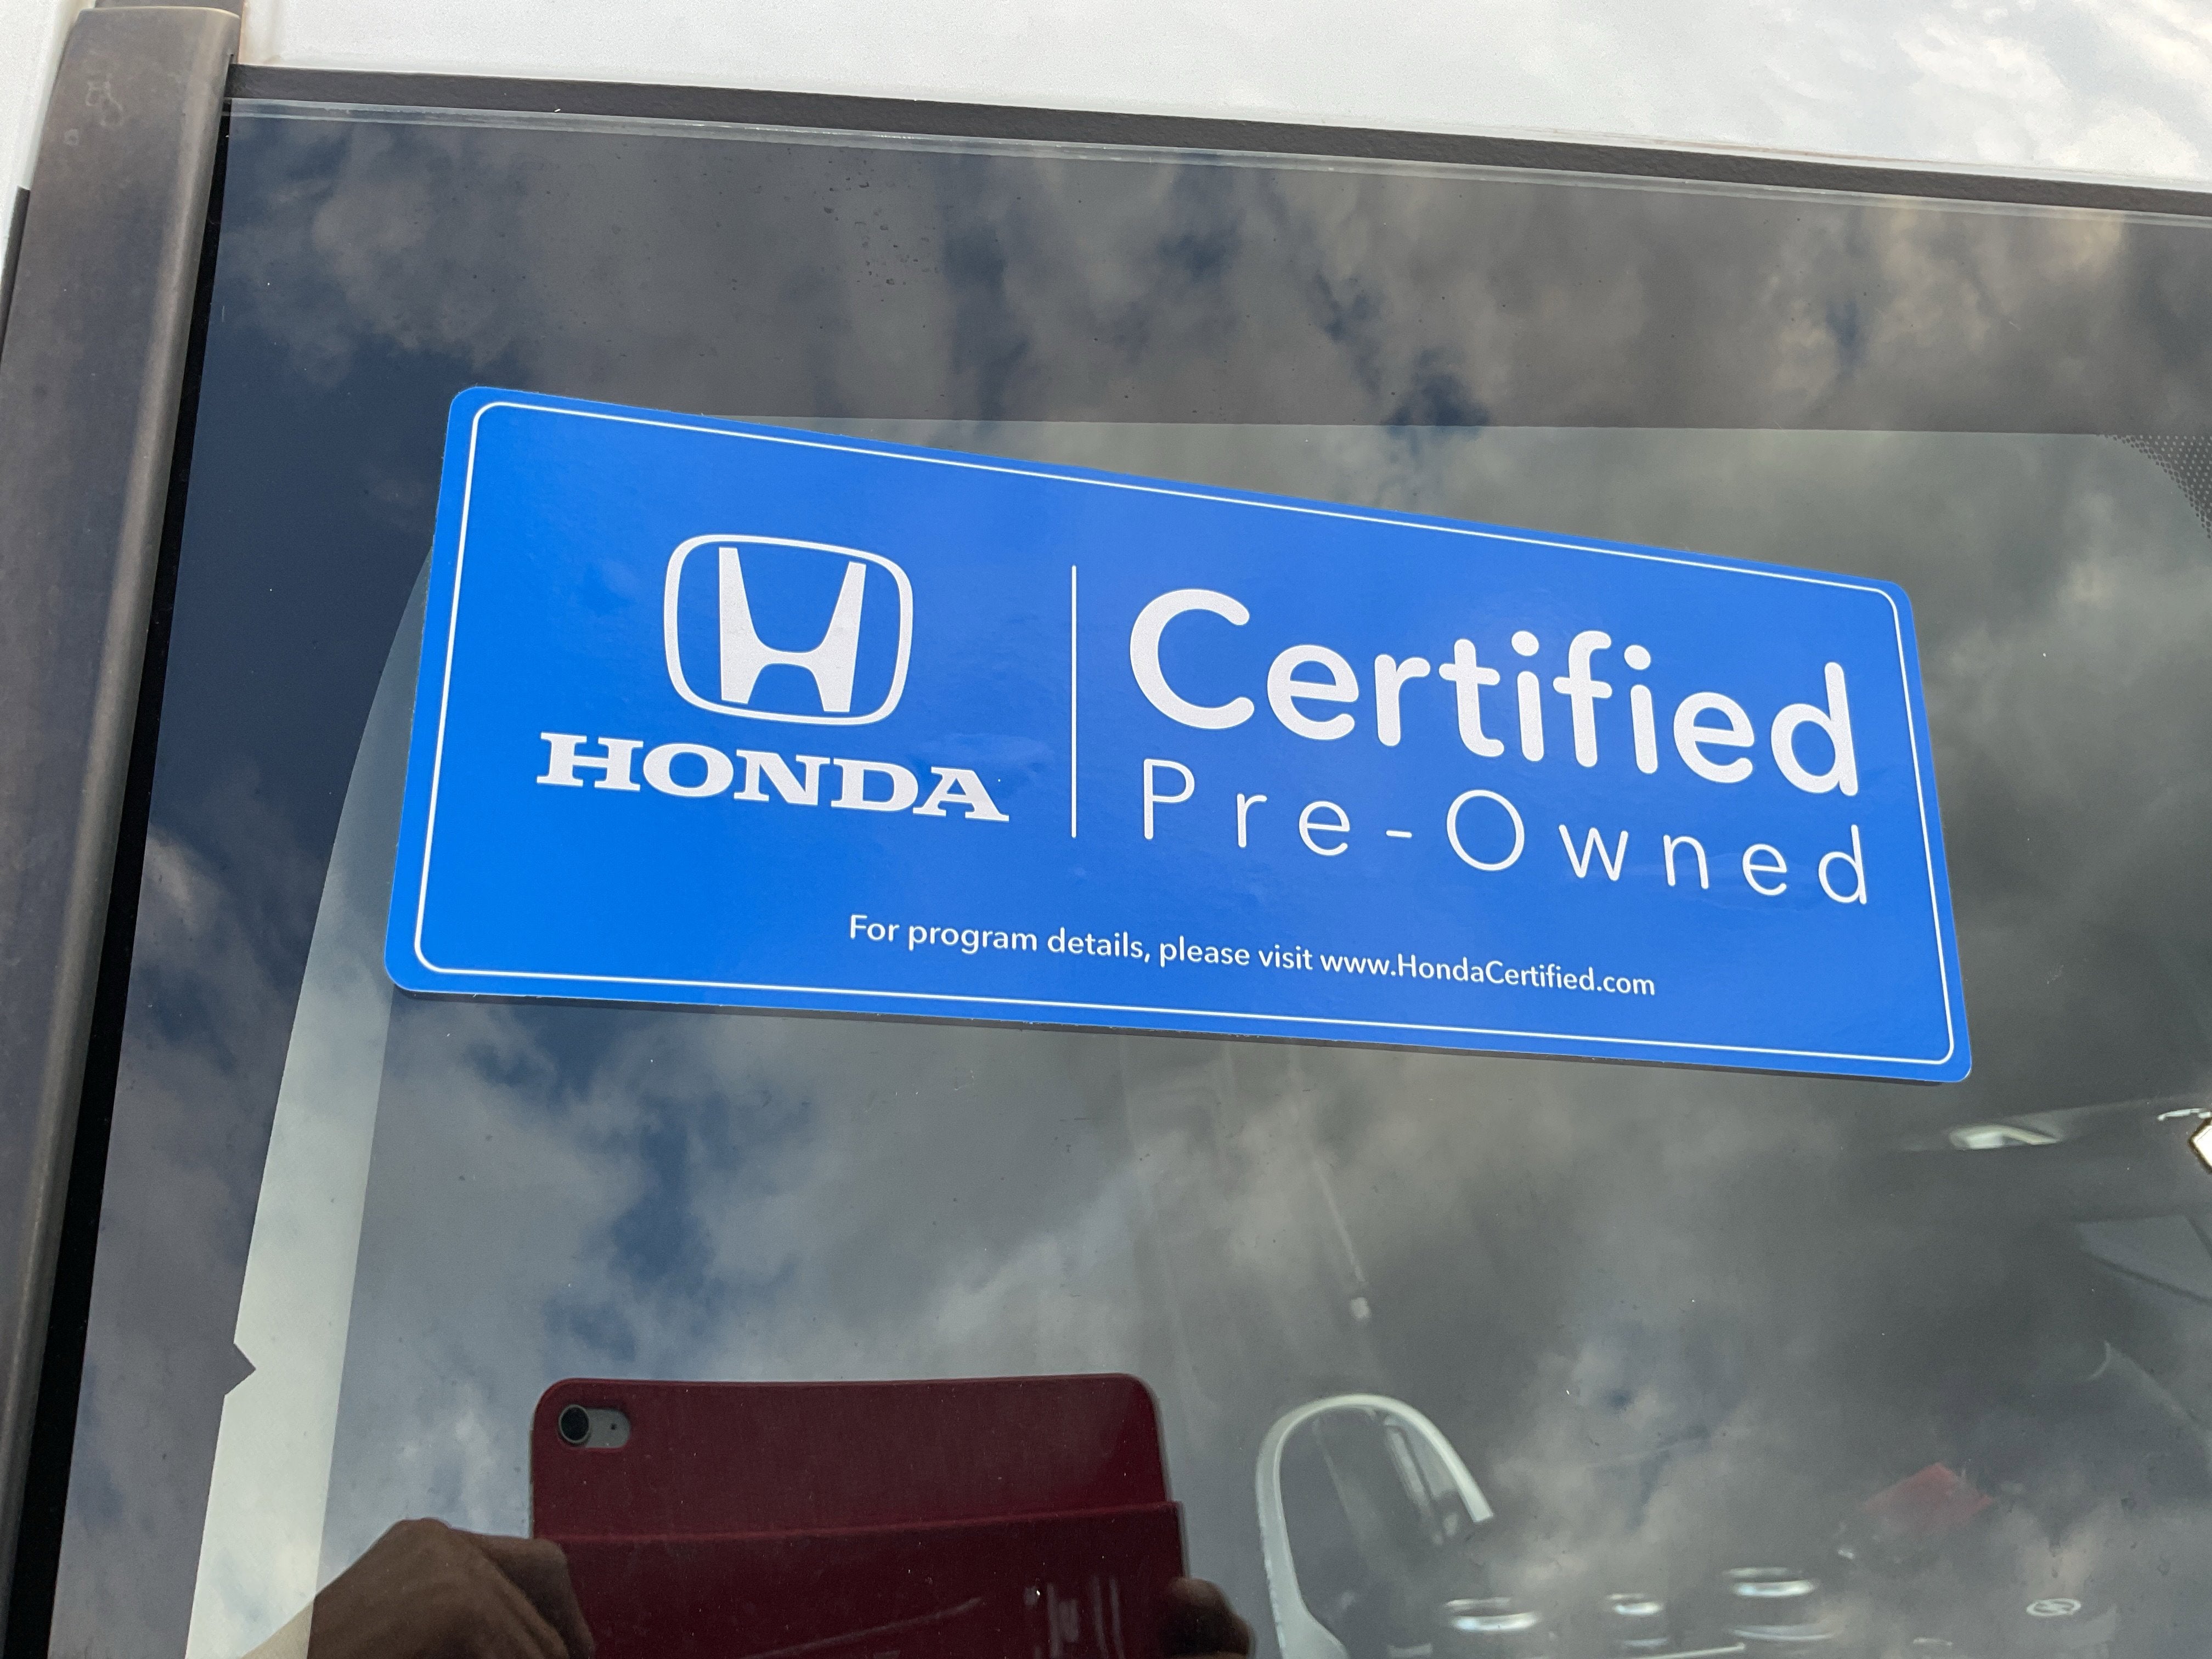 HONDA
Certified
Pre-Owned
For program details, please visit www.HondaCertified.com